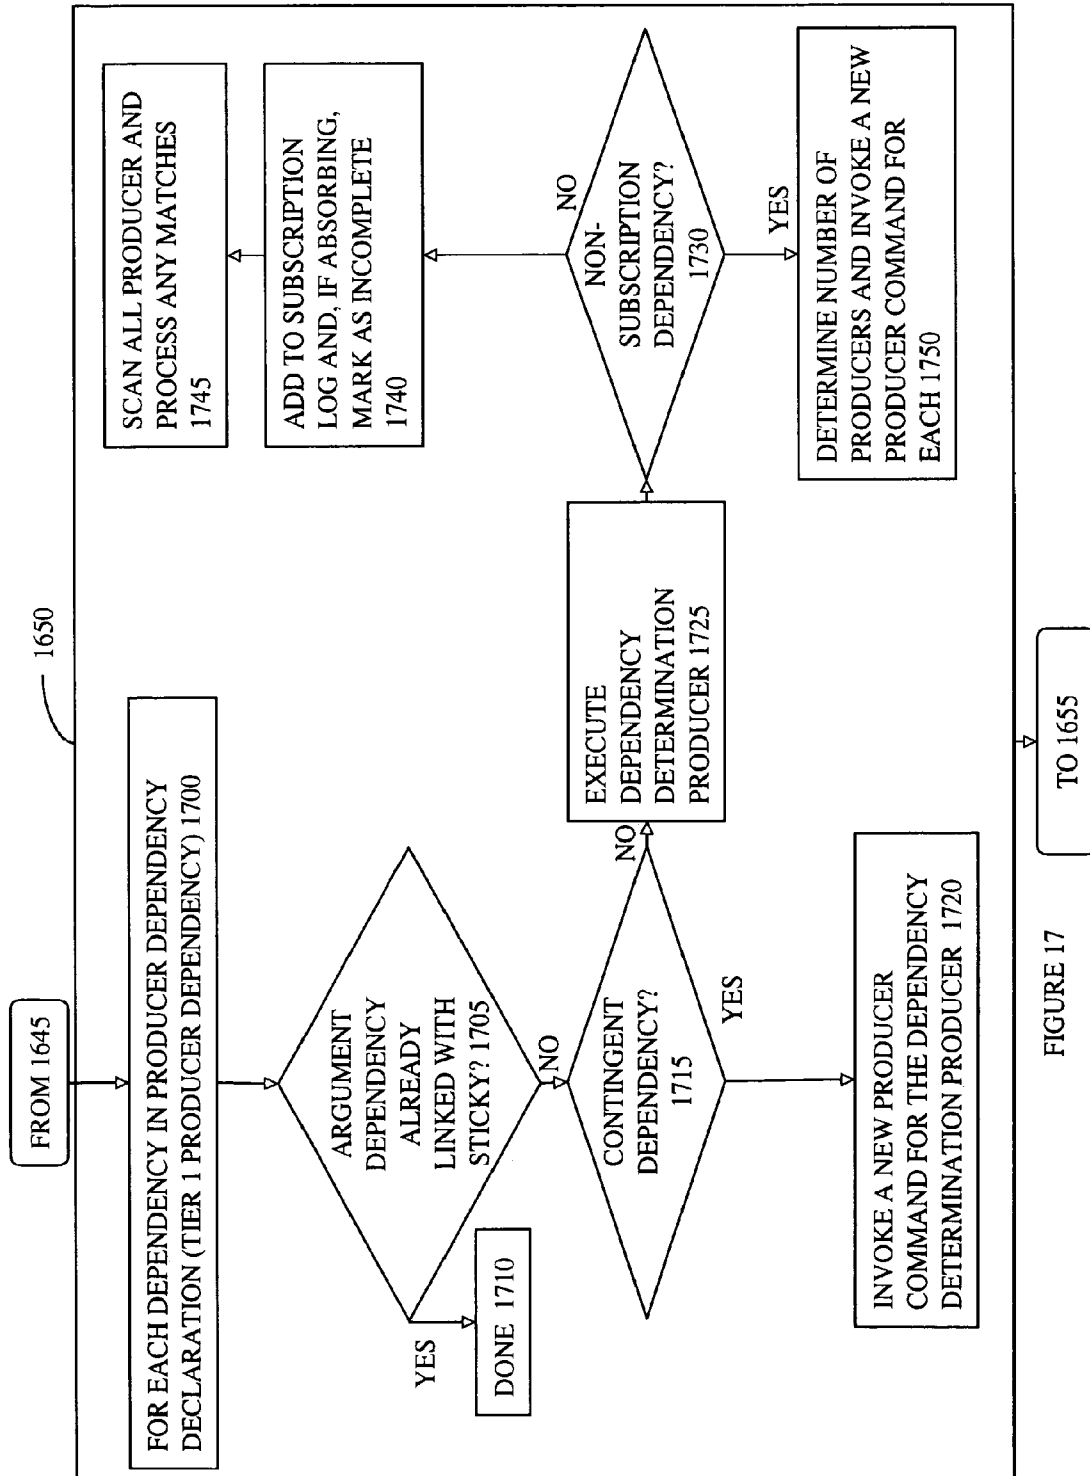 FROM 1645
1650
FOR EACH DEPENDENCY IN PRODUCER DEPENDENCY
DECLARATION (TIER 1 PRODUCER DEPENDENCY) 1700
ARGUMENT
DEPENDENCY
ALREADY
LINKED WITH
STICKY? 1705
YES
DONE 1710
NO
CONTINGENT
DEPENDENCY?
1715
YES
INVOKE A NEW PRODUCER
COMMAND FOR THE DEPENDENCY
DETERMINATION PRODUCER 1720
NO
EXECUTE
DEPENDENCY
DETERMINATION
PRODUCER 1725
NON-
SUBSCRIPTION
DEPENDENCY?
1730
NO
ADD TO SUBSCRIPTION
LOG AND, IF ABSORBING,
MARK AS INCOMPLETE
1740
SCAN ALL PRODUCER AND
PROCESS ANY MATCHES
1745
YES
DETERMINE NUMBER OF
PRODUCERS AND INVOKE A NEW
PRODUCER COMMAND FOR
EACH 1750
TO 1655
FIGURE 17